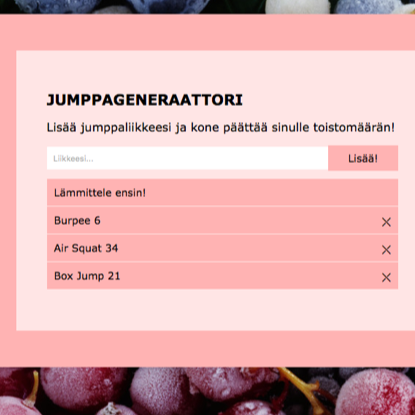 JUMPPAGENERAATTORI
Lisää jumppaliikkeesi ja kone päättää sinulle toistomäärän!
Liikkeesi...
Lisää!
Lämmittele ensin!
Burpee 6
Air Squat 34
Box Jump 21